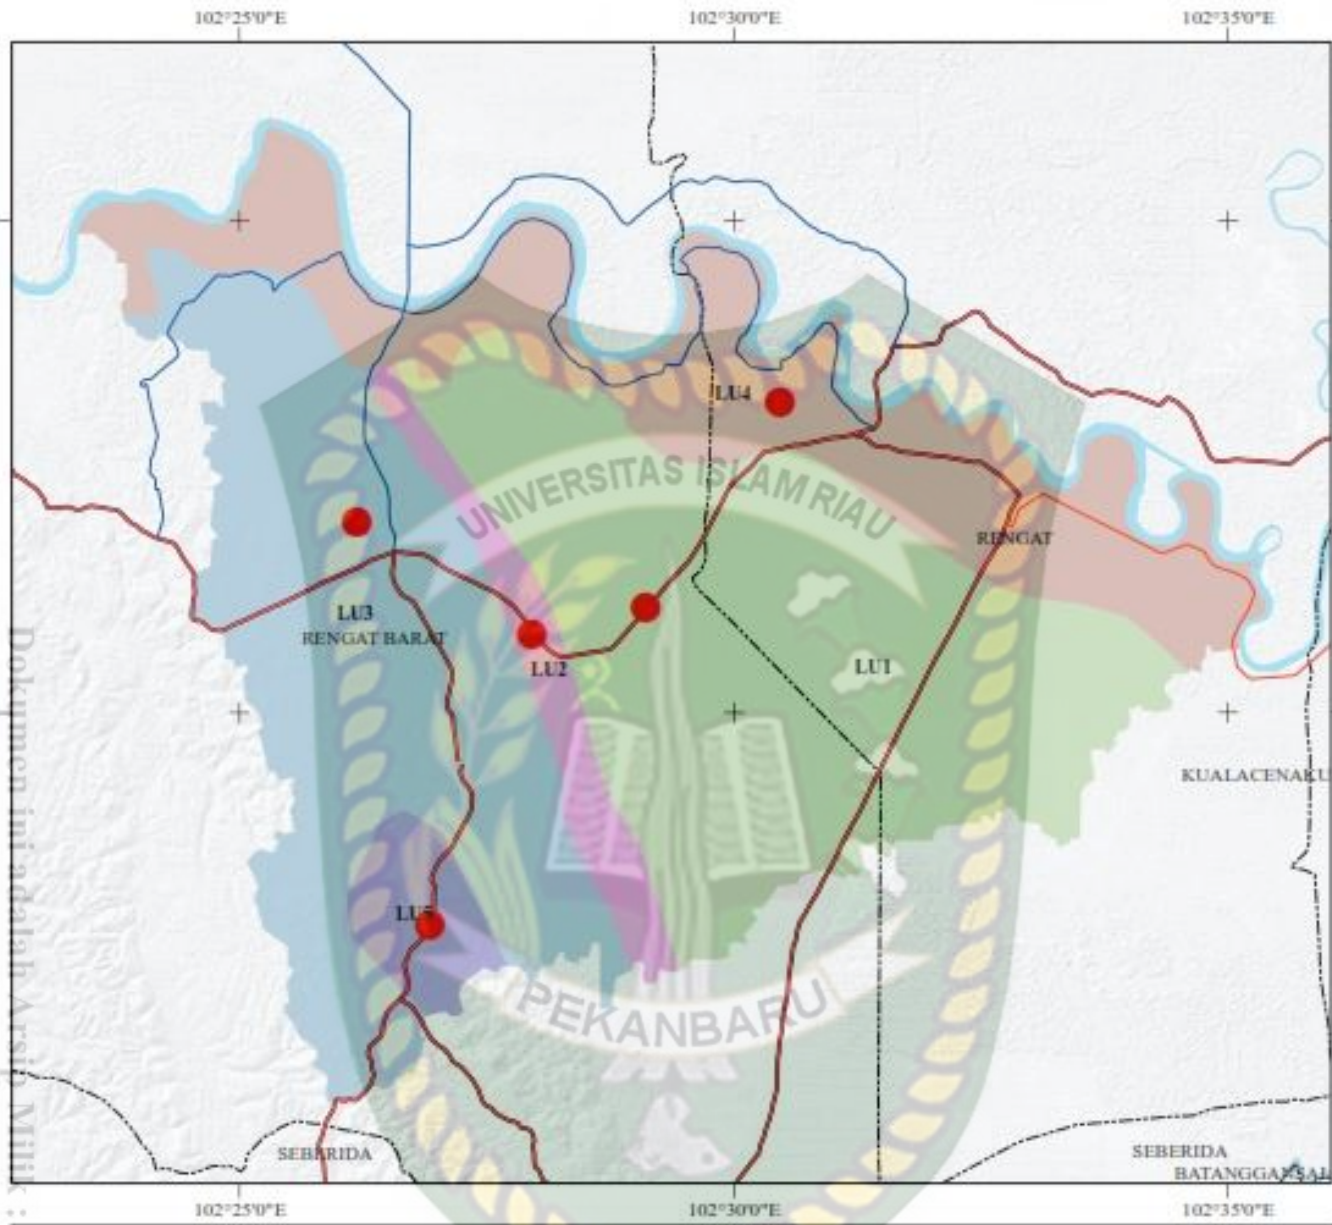 102°25'0"E 102°30'0"E 102°35'0"E
UNIVERSITAS ISLAM RIAU
LU4
RENGAT
LU3
RENGAT BARAT
LU2
LU1
KUALACENAKU
LU5
PEKANBARU
Dokumen ini adalah Arsip Milik :
SEBERIDA
SEBERIDA
BATANGGANSAL
102°25'0"E 102°30'0"E 102°35'0"E